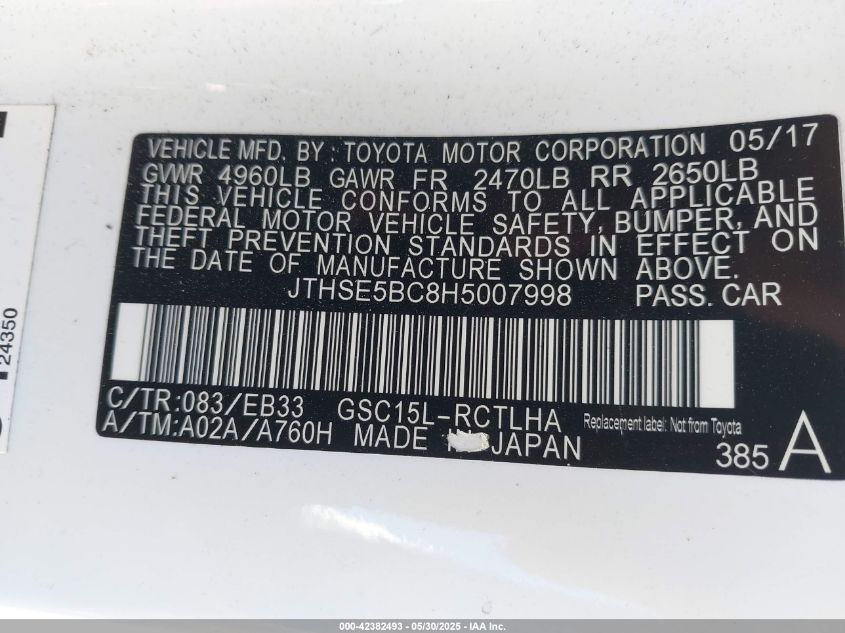 VEHICLE MFD. BY : TOYOTA MOTOR CORPORATION 05/17
GVWR 4960LB GAWR FR 2470LB RR 2650LB
THIS VEHICLE CONFORMS TO ALL APPLICABLE
FEDERAL MOTOR VEHICLE SAFETY, BUMPER, AND
THEFT PREVENTION STANDARDS IN EFFECT ON
THE DATE OF MANUFACTURE SHOWN ABOVE.
JTHSE5BC8H5007998 PASS. CAR
C/TR:083/EB33 GSC15L-RCTLHA Replacement label: Not from Toyota
A/TM:A02A/A760H MADE JAPAN 385 A
24350
000-42382493 - 05/30/2025 - IAA Inc.